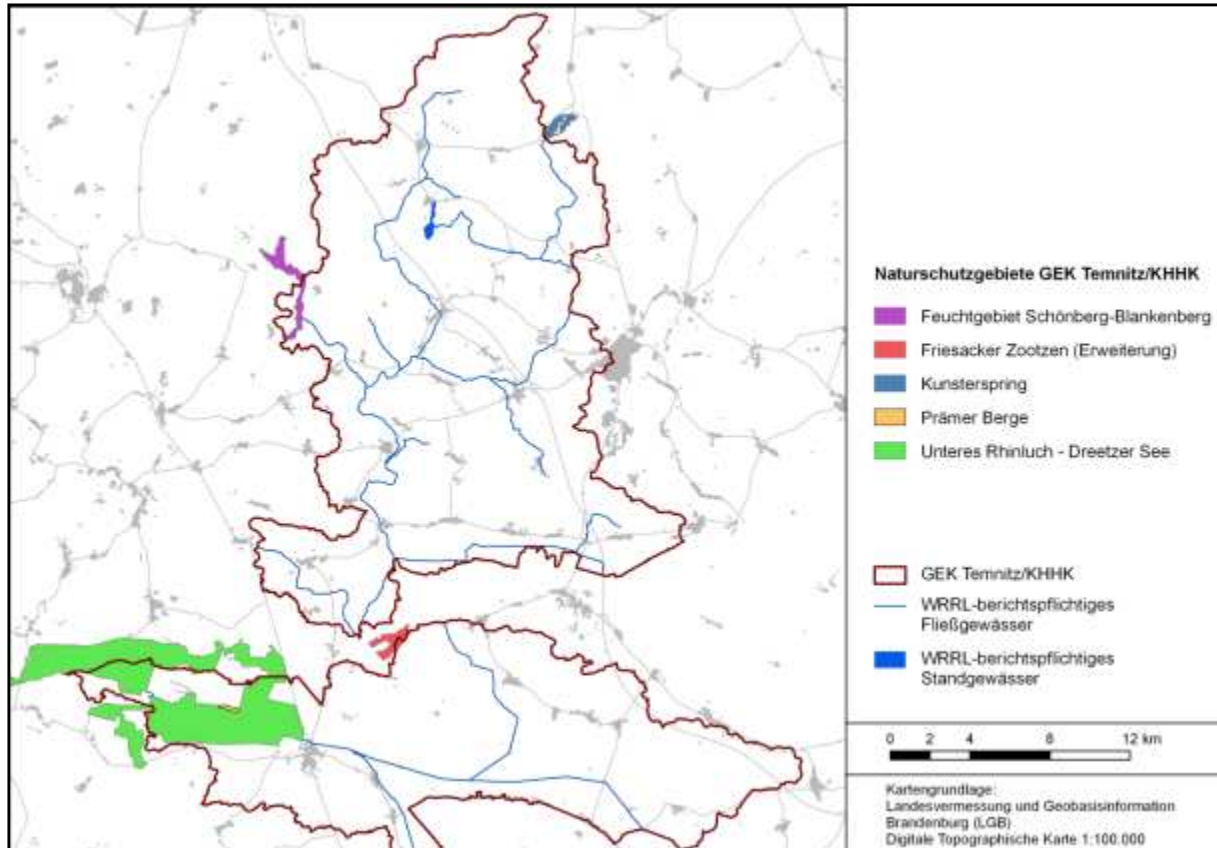 Naturschutzgebiete GEK Temnitz/KHHK
Feuchtgebiet Schönberg-Blankenberg
Friesacker Zootzen (Erweiterung)
Kunsterspring
Prämer Berge
Unteres Rhinluch - Dreetzer See
GEK Temnitz/KHHK
WRRL-berichtspflichtiges
Fließgewässer
WRRL-berichtspflichtiges
Standgewässer
0 2 4 8 12 km
Kartengrundlage:
Landesvermessung und Geobasisinformation
Brandenburg (LGB)
Digitale Topographische Karte 1:100.000